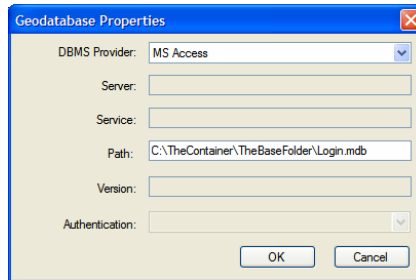 Geodatabase Properties
DBMS Provider: MS Access
Server:
Service:
Path: C:\TheContainer\TheBaseFolder\Login.mdb
Version:
Authentication:
OK Cancel